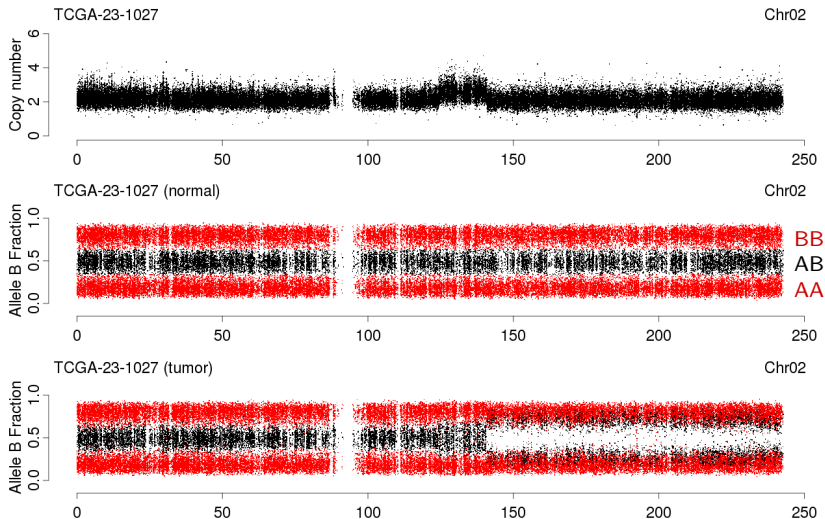 TCGA-23-1027 Chr02
Copy number
6
4
2
0
0 50 100 150 200 250
TCGA-23-1027 (normal) Chr02
Allele B Fraction
1.0
0.5
0.0
BB
AB
AA
0 50 100 150 200 250
TCGA-23-1027 (tumor) Chr02
Allele B Fraction
1.0
0.5
0.0
0 50 100 150 200 250